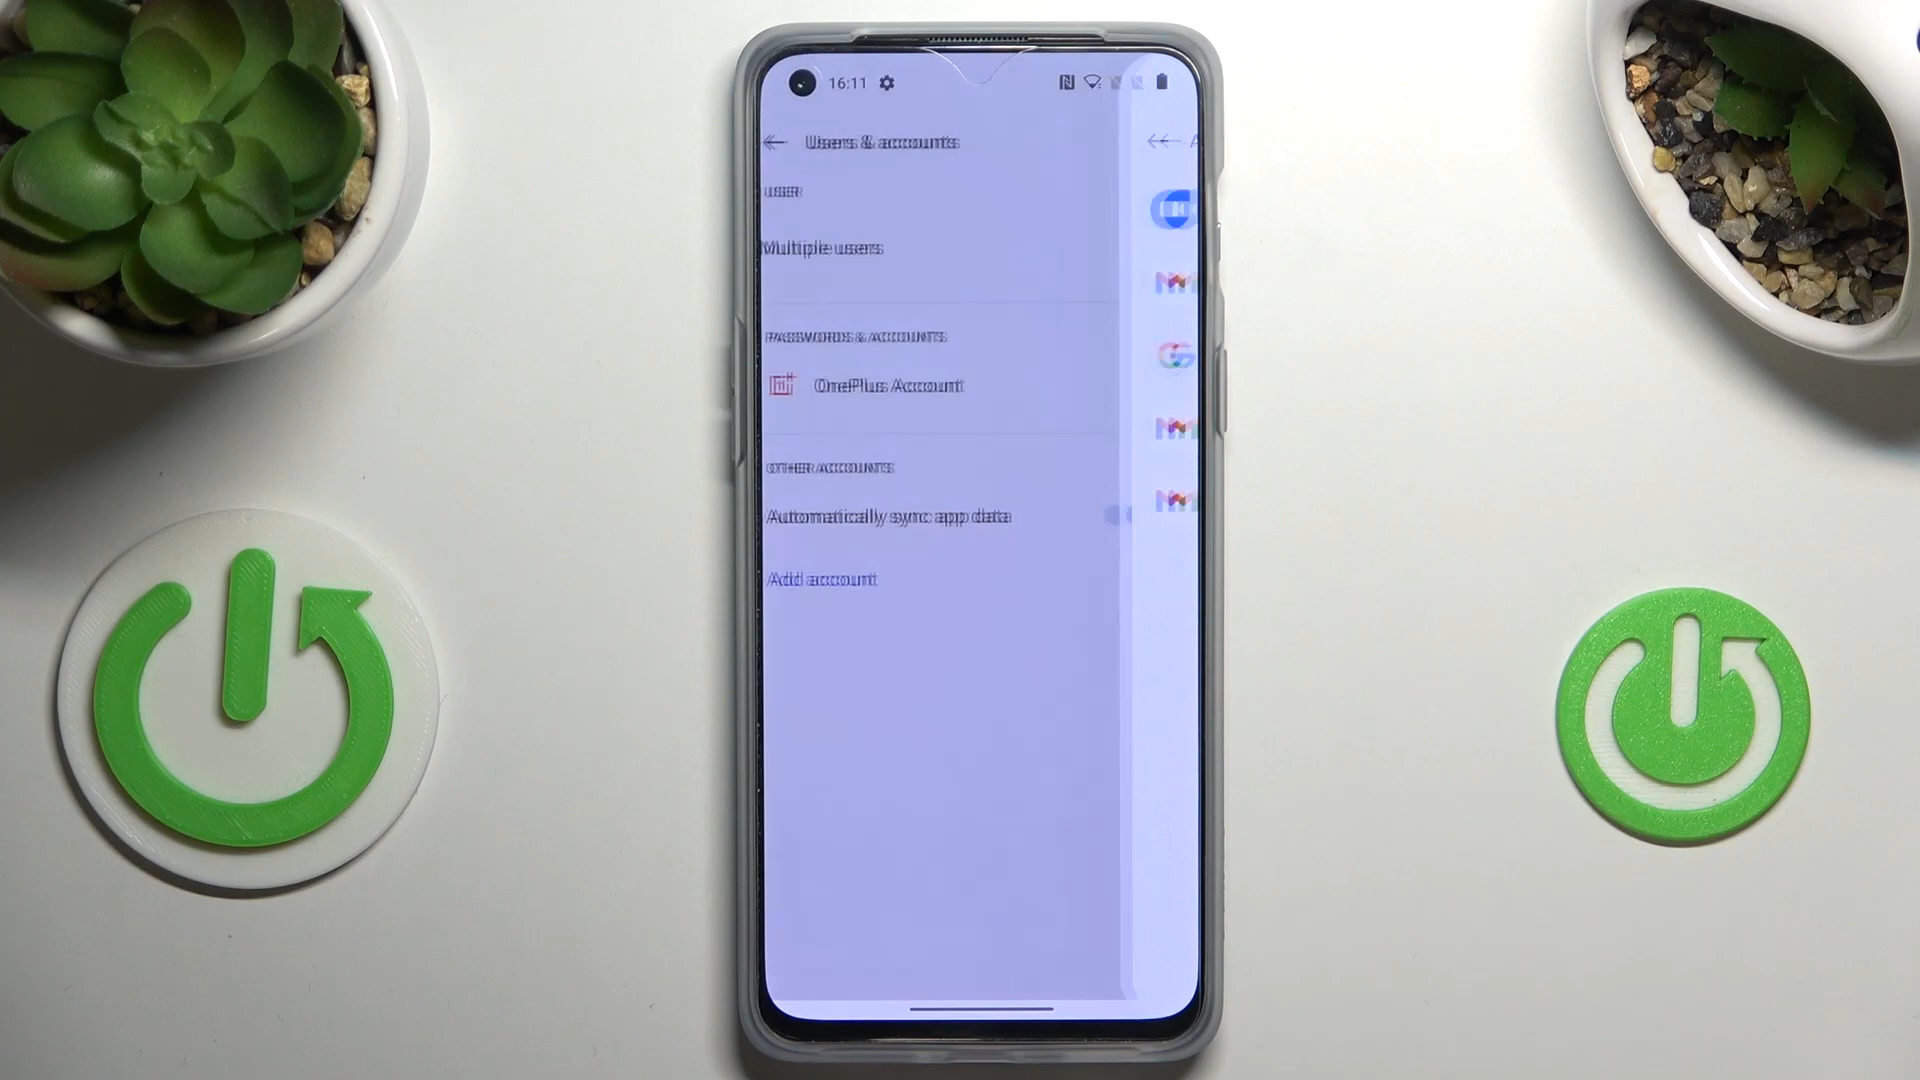 16:11
Users & accounts
A
USER
Multiple users
PASSWORDS & ACCOUNTS
OnePlus Account
OTHER ACCOUNTS
Automatically sync app data
Add account